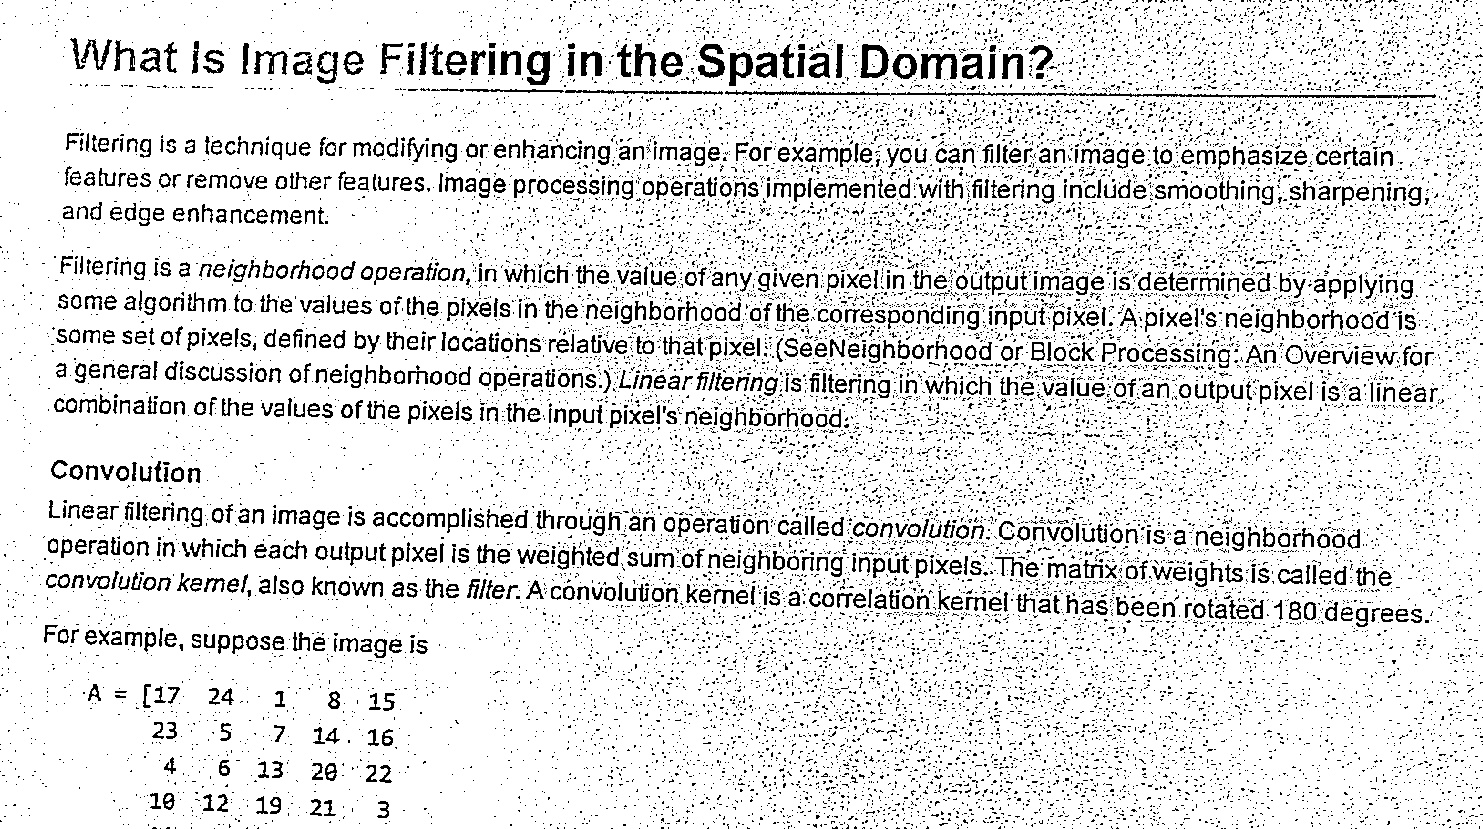 What Is Image Filtering in the Spatial Domain?
Filtering is a technique for modifying or enhancing an image. For example, you can filter an image to emphasize certain
features or remove other features. Image processing operations implemented with filtering include smoothing, sharpening,
and edge enhancement.
Filtering is a neighborhood operation, in which the value of any given pixel in the output image is determined by applying
some algorithm to the values of the pixels in the neighborhood of the corresponding input pixel. A pixel's neighborhood is
some set of pixels, defined by their locations relative to that pixel. (SeeNeighborhood or Block Processing: An Overview for
a general discussion of neighborhood operations.) Linear filtering is filtering in which the value of an output pixel is a linear
combination of the values of the pixels in the input pixel's neighborhood.
Convolution
Linear filtering of an image is accomplished through an operation called convolution. Convolution is a neighborhood
operation in which each output pixel is the weighted sum of neighboring input pixels. The matrix of weights is called the
convolution kernel, also known as the filter. A convolution kernel is a correlation kernel that has been rotated 180 degrees.
For example, suppose the image is
A = [17 24 1 8 15
23 5 7 14 16
4 6 13 20 22
10 12 19 21 3